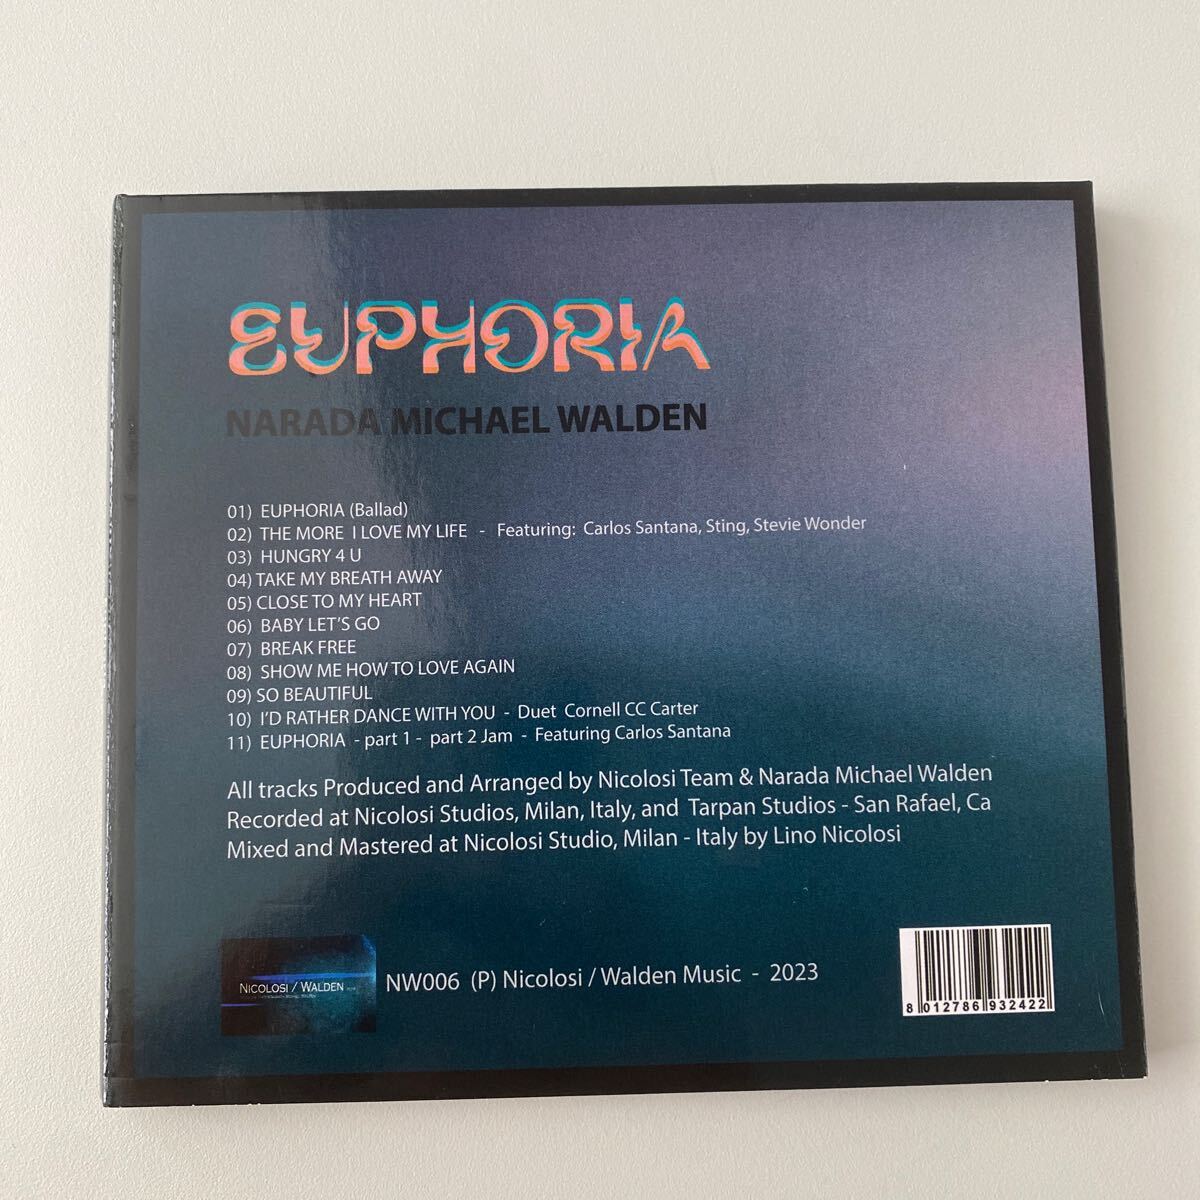 EUPHORIA
NARADA MICHAEL WALDEN
01) EUPHORIA (Ballad)
02) THE MORE I LOVE MY LIFE - Featuring: Carlos Santana, Sting, Stevie Wonder
03) HUNGRY 4 U
04) TAKE MY BREATH AWAY
05) CLOSE TO MY HEART
06) BABY LET'S GO
07) BREAK FREE
08) SHOW ME HOW TO LOVE AGAIN
09) SO BEAUTIFUL
10) I'D RATHER DANCE WITH YOU - Duet Cornell CC Carter
11) EUPHORIA - part 1 - part 2 Jam - Featuring Carlos Santana
All tracks Produced and Arranged by Nicolosi Team & Narada Michael Walden
Recorded at Nicolosi Studios, Milan, Italy, and Tarpan Studios - San Rafael, Ca
Mixed and Mastered at Nicolosi Studio, Milan - Italy by Lino Nicolosi
NICOLOSI / WALDEN
NW006 (P) Nicolosi / Walden Music - 2023
8 012786 932422